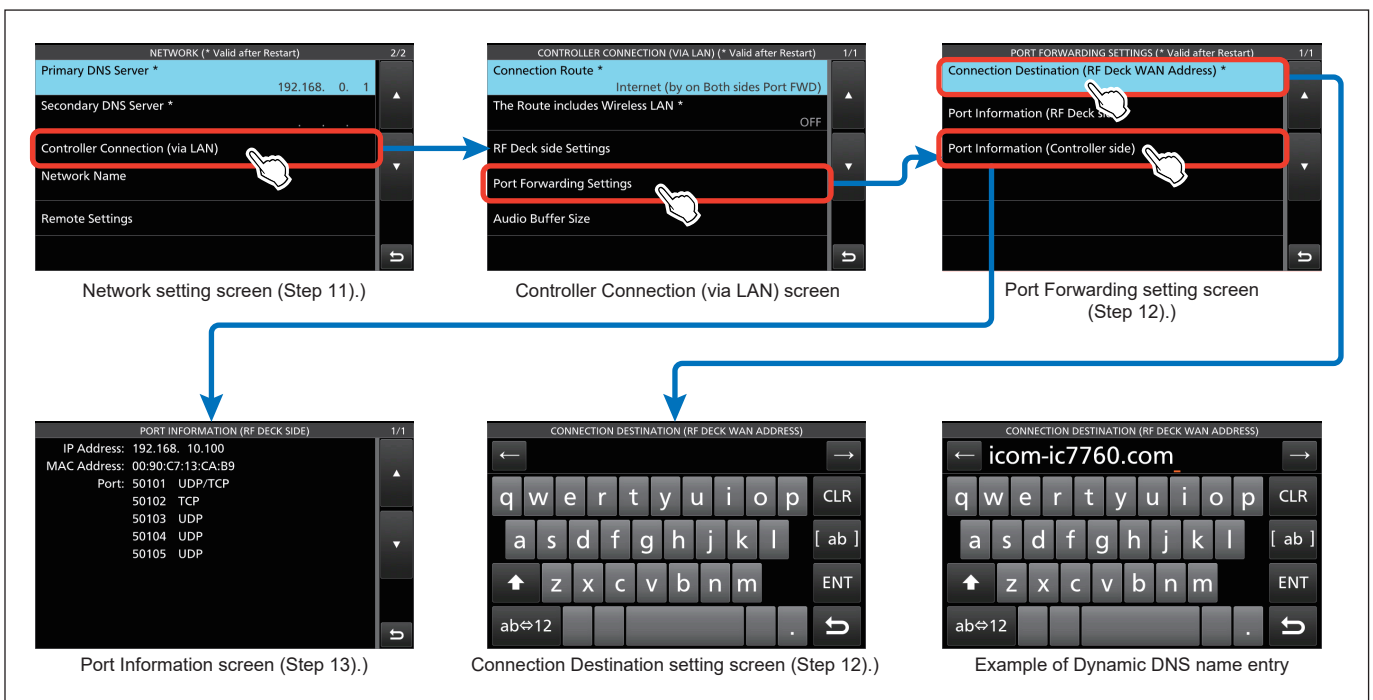 NETWORK (* Valid after Restart) 2/2
Primary DNS Server *
192.168. 0. 1
Secondary DNS Server *
. . .
Controller Connection (via LAN)
Network Name
Remote Settings
Network setting screen (Step 11).)
CONTROLLER CONNECTION (VIA LAN) (* Valid after Restart) 1/1
Connection Route *
Internet (by on Both sides Port FWD)
The Route includes Wireless LAN *
OFF
RF Deck side Settings
Port Forwarding Settings
Audio Buffer Size
Controller Connection (via LAN) screen
PORT FORWARDING SETTINGS (* Valid after Restart) 1/1
Connection Destination (RF Deck WAN Address) *
Port Information (RF Deck
Port Information (Controller side)
Port Forwarding setting screen
(Step 12).)
PORT INFORMATION (RF DECK SIDE) 1/1
IP Address: 192.168. 10.100
MAC Address: 00:90:C7:13:CA:B9
Port: 50101 UDP/TCP
50102 TCP
50103 UDP
50104 UDP
50105 UDP
Port Information screen (Step 13).)
CONNECTION DESTINATION (RF DECK WAN ADDRESS)
← →
q w e r t y u i o p CLR
a s d f g h j k l [ ab ]
z x c v b n m ENT
ab⇔12 .
Connection Destination setting screen (Step 12).)
CONNECTION DESTINATION (RF DECK WAN ADDRESS)
← icom-ic7760.com_ →
q w e r t y u i o p CLR
a s d f g h j k l [ ab ]
z x c v b n m ENT
ab⇔12 .
Example of Dynamic DNS name entry